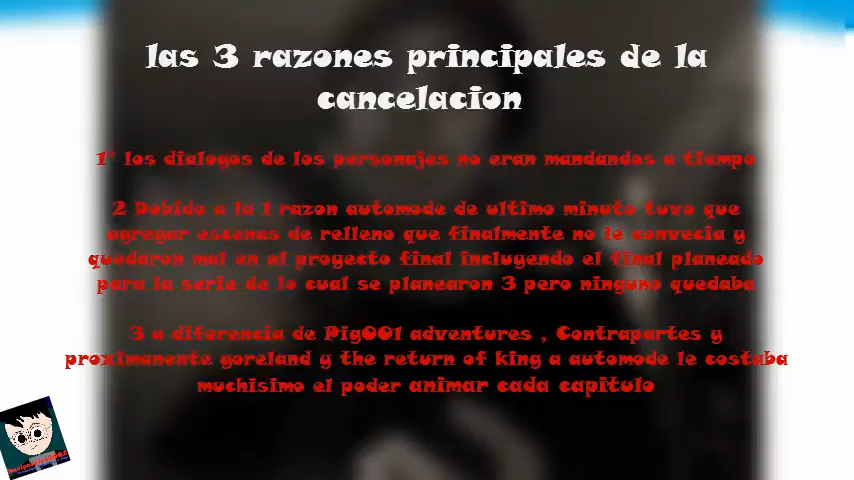 las 3 razones principales de la
cancelacion
1° los dialogos de los personajes no eran mandandos a tiempo
2 Debido a la 1 razon automode de ultimo minuto tuvo que
agregar escenas de relleno que finalmente no le convecia y
quedaron mal en el proyecto final incluyendo el final planeado
para la serie de lo cual se planearon 3 pero ninguno quedaba
3 a diferencia de Pig001 adventures , Contrapartes y
proximanente goreland y the return of king a automode le costaba
muchisimo el poder animar cada capitulo